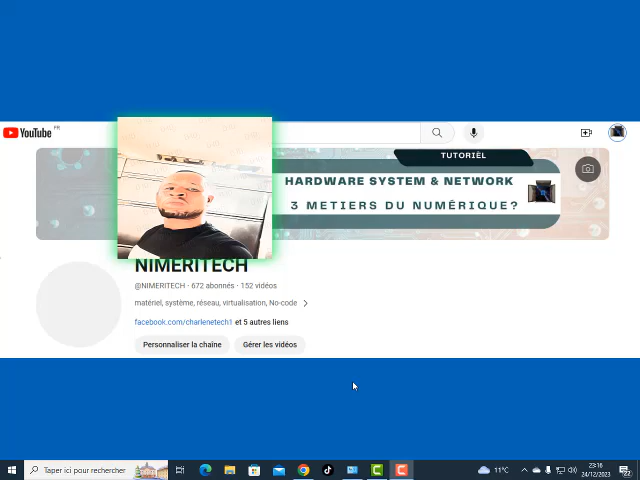 YouTube FR
TUTORIËL
HARDWARE SYSTEM & NETWORK
3 METIERS DU NUMÉRIQUE?
NIMERITECH
@NIMERITECH · 672 abonnés · 152 vidéos
matériel, système, réseau, virtualisation, No-code
facebook.com/charlenetech1 et 5 autres liens
Personnaliser la chaîne
Gérer les vidéos
Taper ici pour rechercher
11°C
23:16
24/12/2023